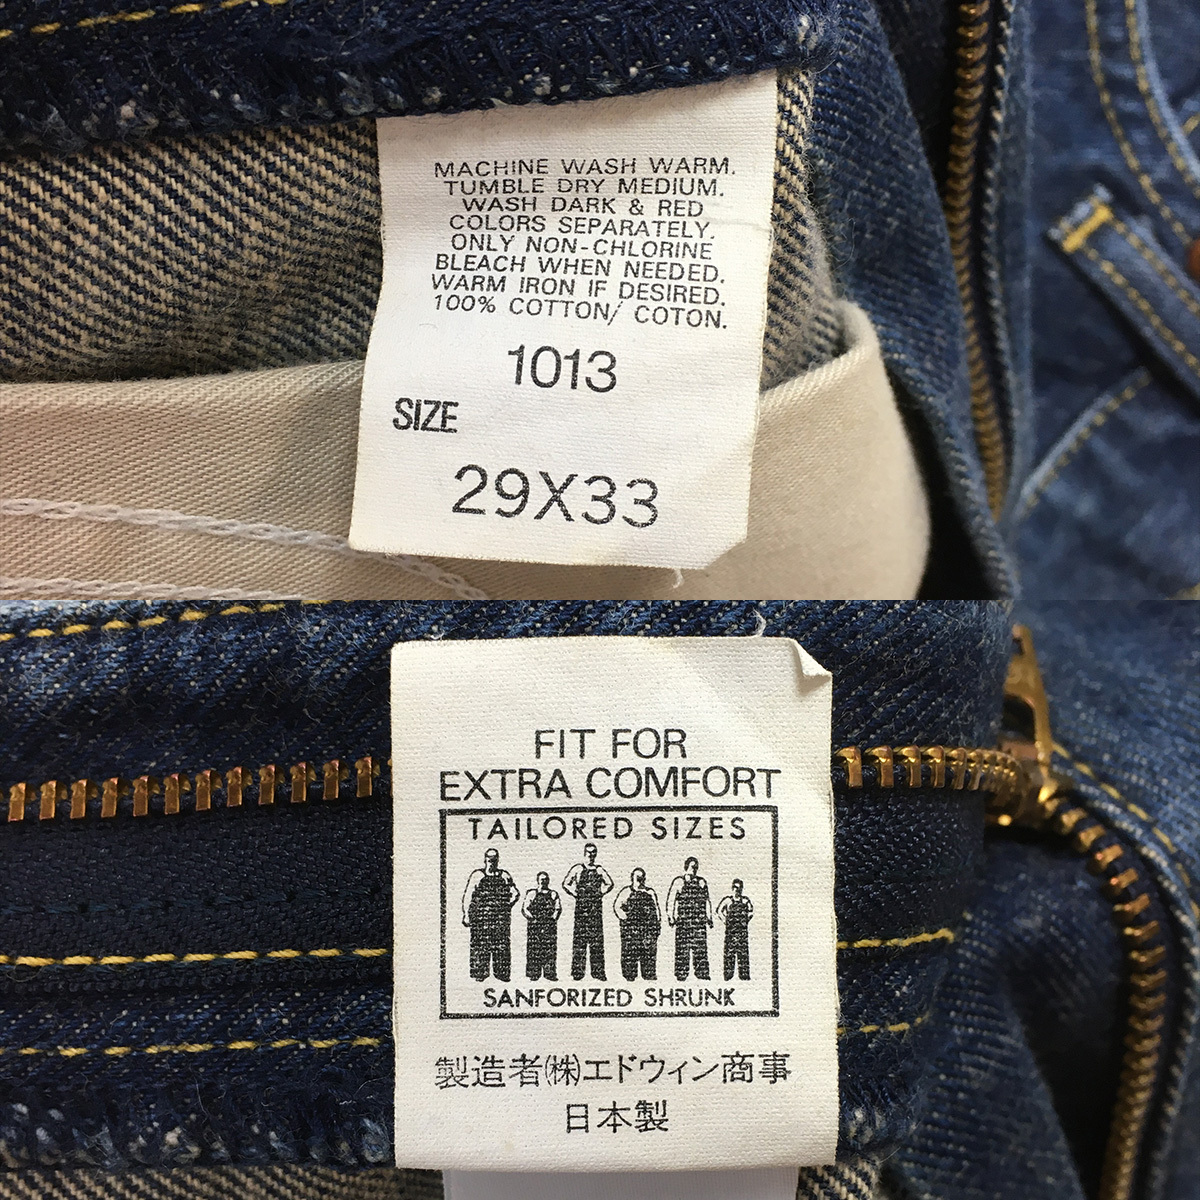 MACHINE WASH WARM.
TUMBLE DRY MEDIUM.
WASH DARK & RED
COLORS SEPARATELY.
ONLY NON-CHLORINE
BLEACH WHEN NEEDED.
WARM IRON IF DESIRED.
100% COTTON/ COTON.
1013
SIZE
29X33
FIT FOR
EXTRA COMFORT
TAILORED SIZES
SANFORIZED SHRUNK
製造者㈱エドウィン商事
日本製